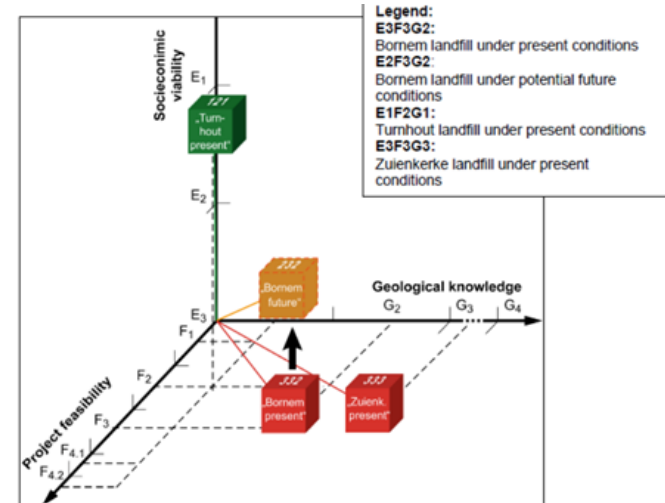 Legend:
E3F3G2:
Bornem landfill under present conditions
E2F3G2:
Bornem landfill under potential future
conditions
E1F2G1:
Turnhout landfill under present conditions
E3F3G3:
Zuienkerke landfill under present
conditions
Socieconimic
viability
E1
121
„Turn-
hout
present"
E2
232
„Bornem
future"
Geological knowledge
E3
G2
G3
G4
F1
F2
F3
F4.1
F4.2
Project feasibility
332
„Bornem
present"
333
„Zuienk.
present"